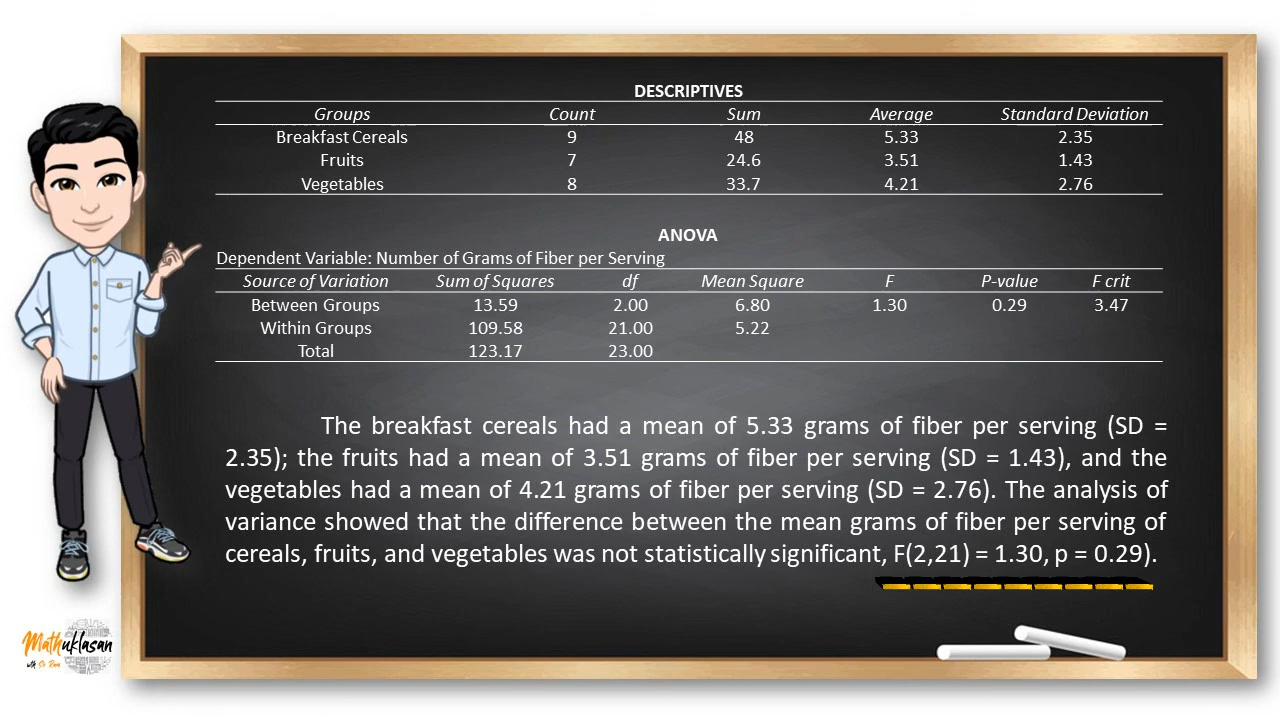 DESCRIPTIVES
Groups Count Sum Average Standard Deviation
Breakfast Cereals 9 48 5.33 2.35
Fruits 7 24.6 3.51 1.43
Vegetables 8 33.7 4.21 2.76
ANOVA
Dependent Variable: Number of Grams of Fiber per Serving
Source of Variation Sum of Squares df Mean Square F P-value F crit
Between Groups 13.59 2.00 6.80 1.30 0.29 3.47
Within Groups 109.58 21.00 5.22
Total 123.17 23.00
The breakfast cereals had a mean of 5.33 grams of fiber per serving (SD =
2.35); the fruits had a mean of 3.51 grams of fiber per serving (SD = 1.43), and the
vegetables had a mean of 4.21 grams of fiber per serving (SD = 2.76). The analysis of
variance showed that the difference between the mean grams of fiber per serving of
cereals, fruits, and vegetables was not statistically significant, F(2,21) = 1.30, p = 0.29).
Mathuklasan
with Sir Ram